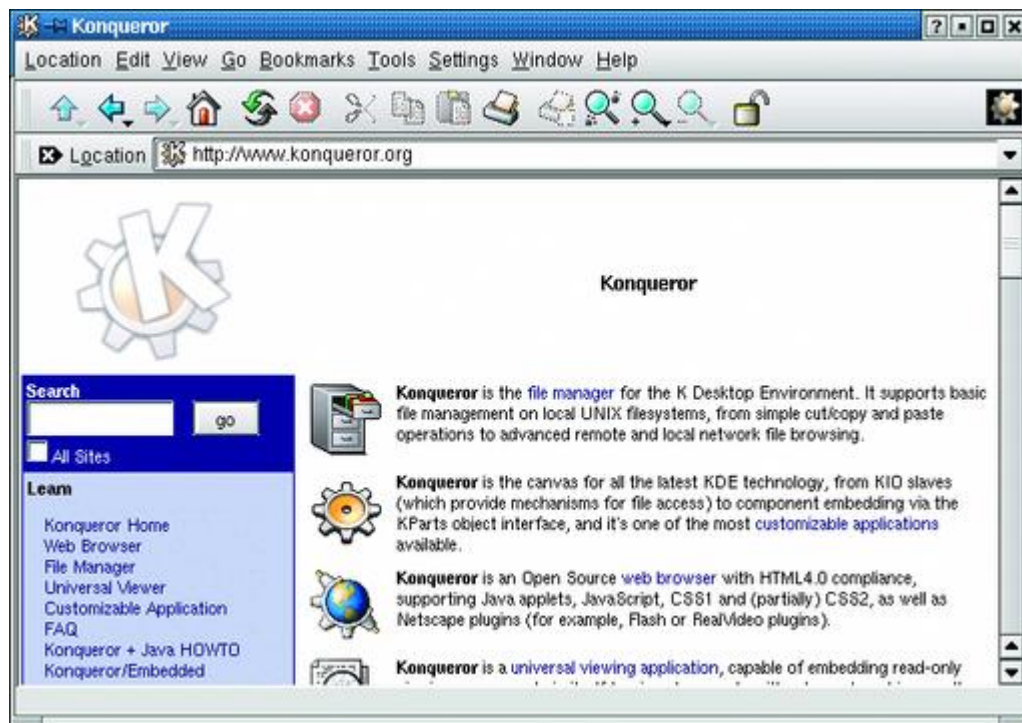 Konqueror
Location Edit View Go Bookmarks Tools Settings Window Help
Location http://www.konqueror.org
Konqueror
Search
go
All Sites
Learn
Konqueror Home
Web Browser
File Manager
Universal Viewer
Customizable Application
FAQ
Konqueror + Java HOWTO
Konqueror/Embedded
Konqueror is the file manager for the K Desktop Environment. It supports basic
file management on local UNIX filesystems, from simple cut/copy and paste
operations to advanced remote and local network file browsing.
Konqueror is the canvas for all the latest KDE technology, from KIO slaves
(which provide mechanisms for file access) to component embedding via the
KParts object interface, and it's one of the most customizable applications
available.
Konqueror is an Open Source web browser with HTML4.0 compliance,
supporting Java applets, JavaScript, CSS1 and (partially) CSS2, as well as
Netscape plugins (for example, Flash or RealVideo plugins).
Konqueror is a universal viewing application, capable of embedding read-only